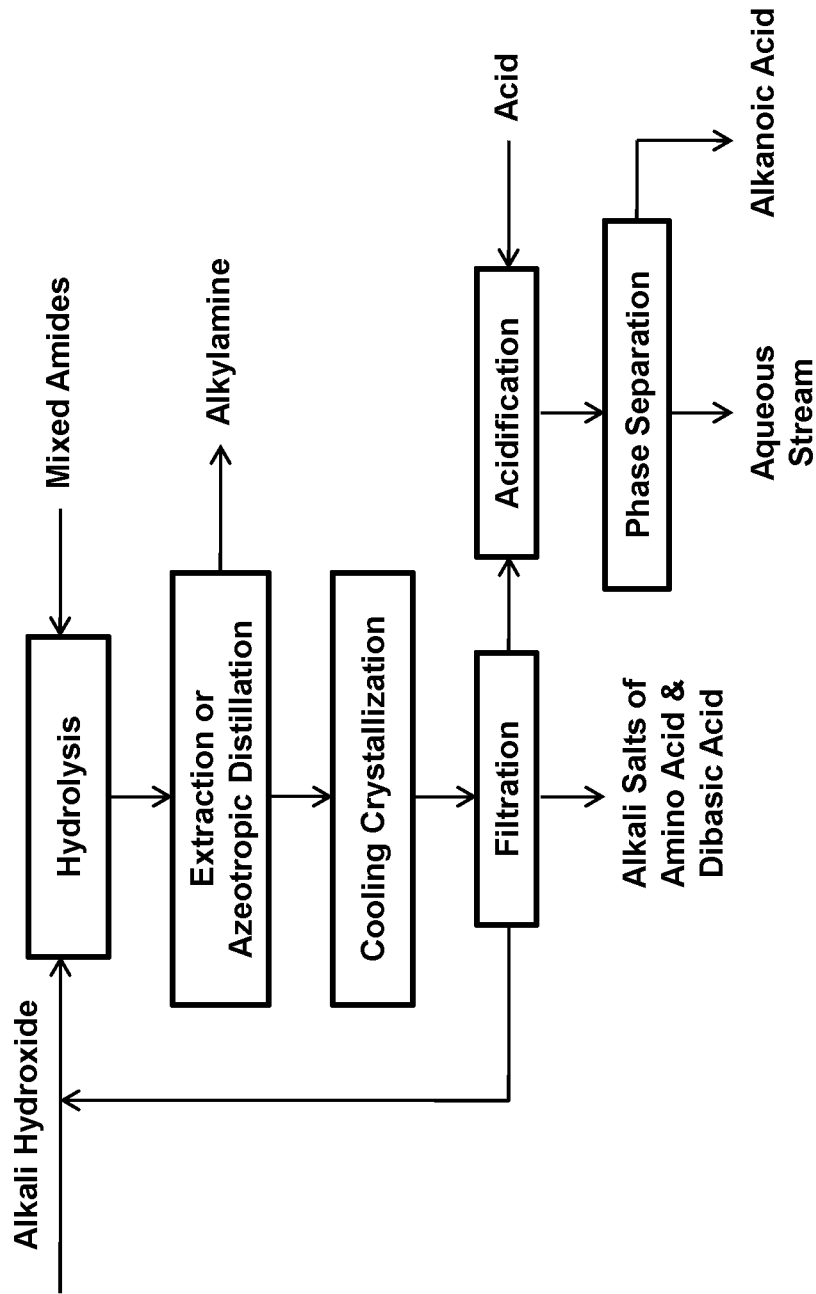 Alkali Hydroxide
Mixed Amides
Hydrolysis
Extraction or
Azeotropic Distillation
Alkylamine
Cooling Crystallization
Filtration
Acidification
Acid
Alkali Salts of
Amino Acid &
Dibasic Acid
Phase Separation
Aqueous
Stream
Alkanoic Acid